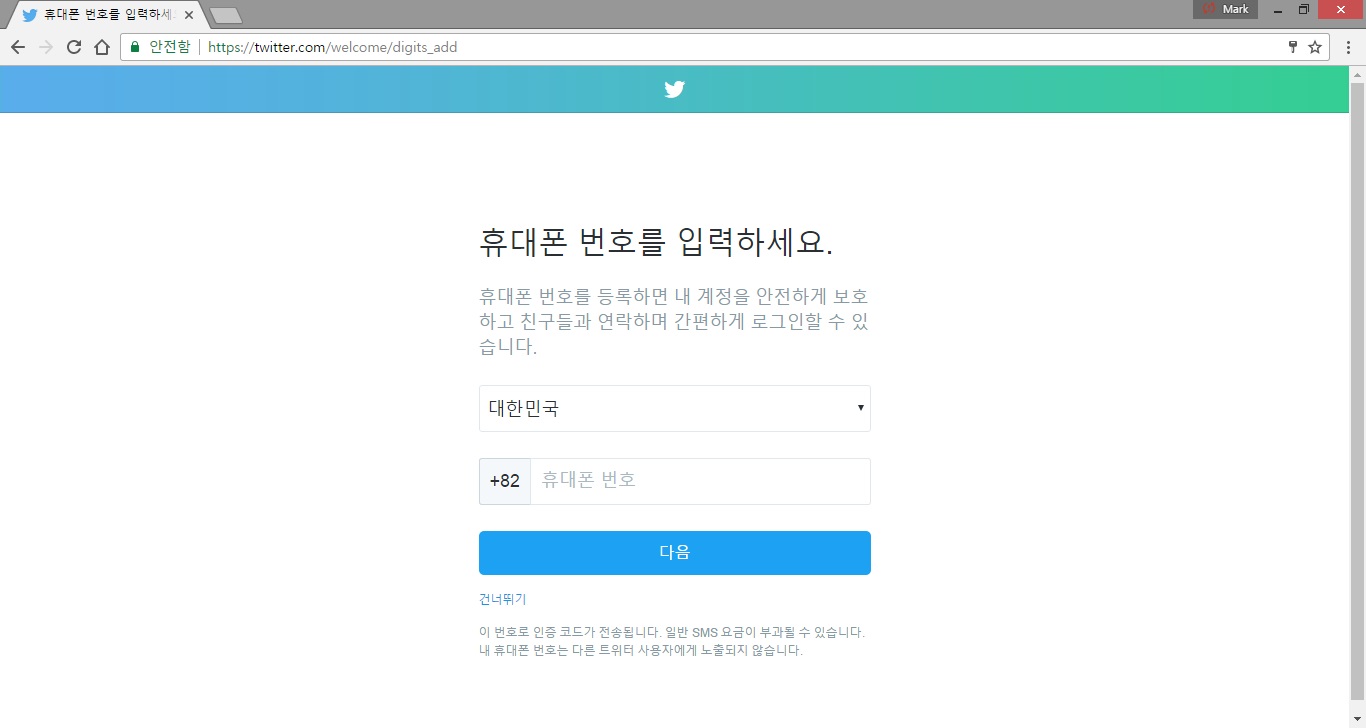 휴대폰 번호를 입력하세
Mark
안전함
https://twitter.com/welcome/digits_add
휴대폰 번호를 입력하세요.
휴대폰 번호를 등록하면 내 계정을 안전하게 보호
하고 친구들과 연락하며 간편하게 로그인할 수 있
습니다.
대한민국
+82 휴대폰 번호
다음
건너뛰기
이 번호로 인증 코드가 전송됩니다. 일반 SMS 요금이 부과될 수 있습니다.
내 휴대폰 번호는 다른 트위터 사용자에게 노출되지 않습니다.